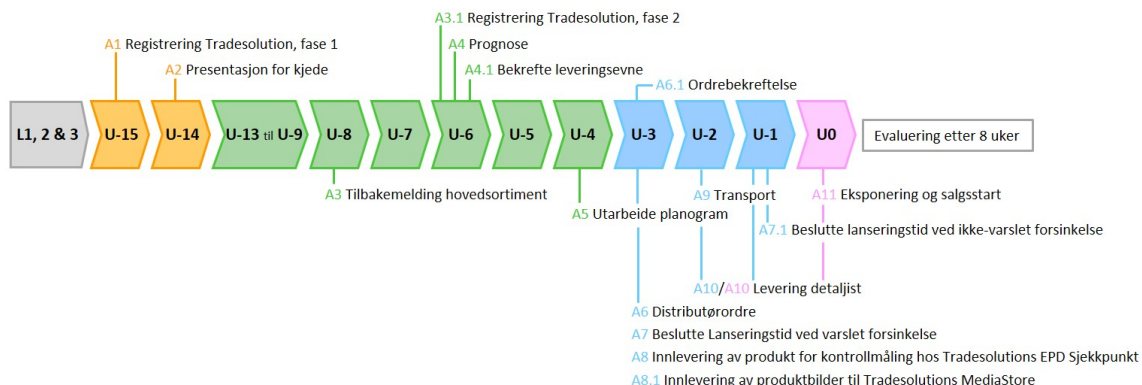 A3.1 Registrering Tradesolution, fase 2
A1 Registrering Tradesolution, fase 1
A4 Prognose
A2 Presentasjon for kjede
A4.1 Bekrefte leveringsevne
A6.1 Ordrebekreftelse
L1, 2 & 3
U-15
U-14
U-13 til U-9
U-8
U-7
U-6
U-5
U-4
U-3
U-2
U-1
U0
Evaluering etter 8 uker
A3 Tilbakemelding hovedsortiment
A9 Transport
A11 Eksponering og salgsstart
A5 Utarbeide planogram
A7.1 Beslutte lanseringstid ved ikke-varslet forsinkelse
A10/A10 Levering detaljist
A6 Distributørordre
A7 Beslutte Lanseringstid ved varslet forsinkelse
A8 Innlevering av produkt for kontrollmåling hos Tradesolutions EPD Sjekkpunkt
A8.1 Innlevering av produktbilder til Tradesolutions MediaStore